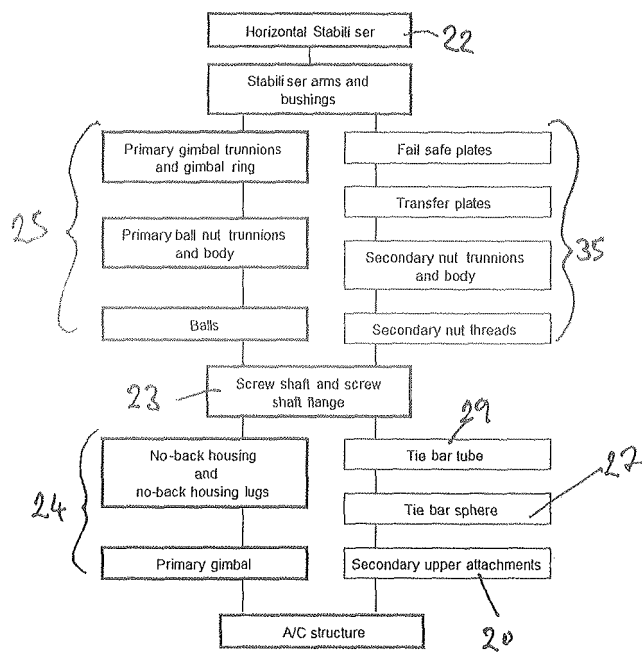 Horizontal Stabiliser
22
Stabiliser arms and
bushings
25
Primary gimbal trunnions
and gimbal ring
Primary ball nut trunnions
and body
Balls
Fail safe plates
Transfer plates
Secondary nut trunnions
and body
Secondary nut threads
35
23
Screw shaft and screw
shaft flange
24
No-back housing
and
no-back housing lugs
Primary gimbal
29
Tie bar tube
27
Tie bar sphere
Secondary upper attachments
20
A/C structure